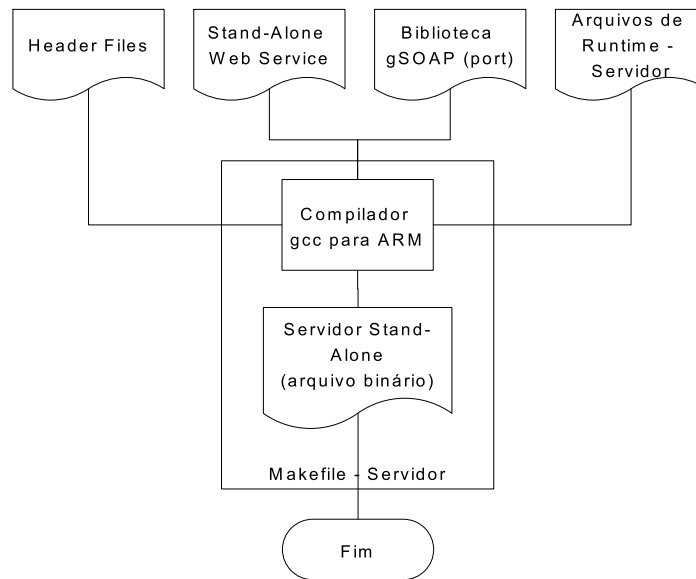 Header Files
Stand-Alone
Web Service
Biblioteca
gSOAP (port)
Arquivos de
Runtime -
Servidor
Compilador
gcc para ARM
Servidor Stand-
Alone
(arquivo binário)
Makefile - Servidor
Fim